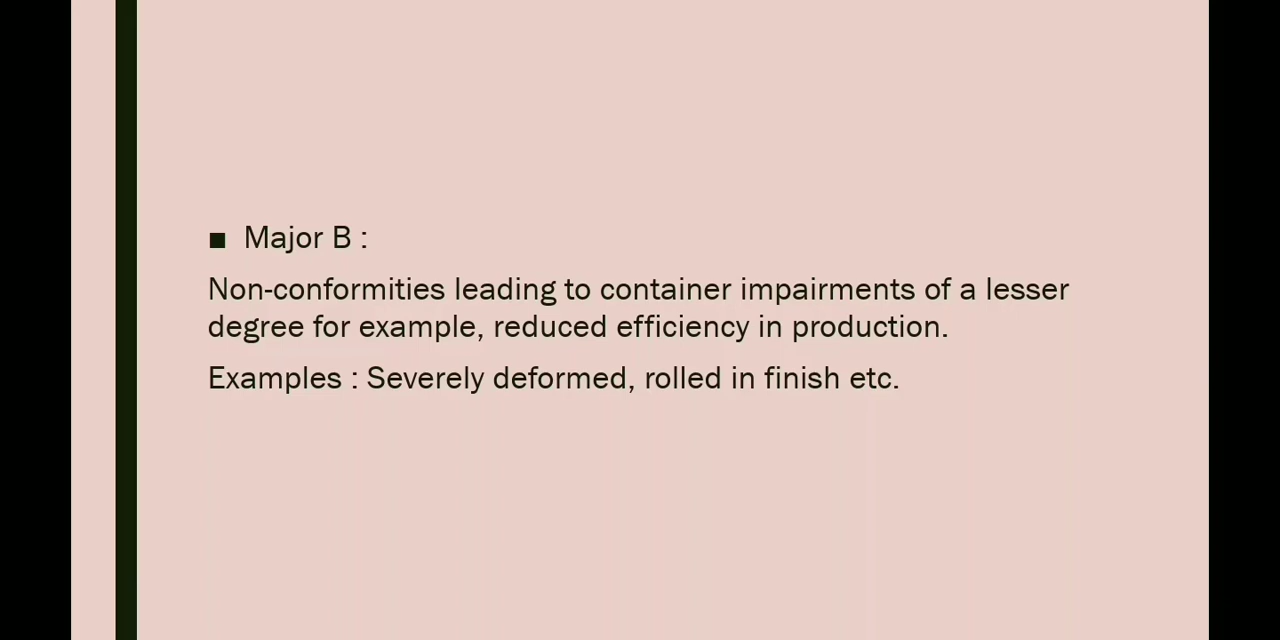 ■ Major B :
Non-conformities leading to container impairments of a lesser
degree for example, reduced efficiency in production.
Examples : Severely deformed, rolled in finish etc.